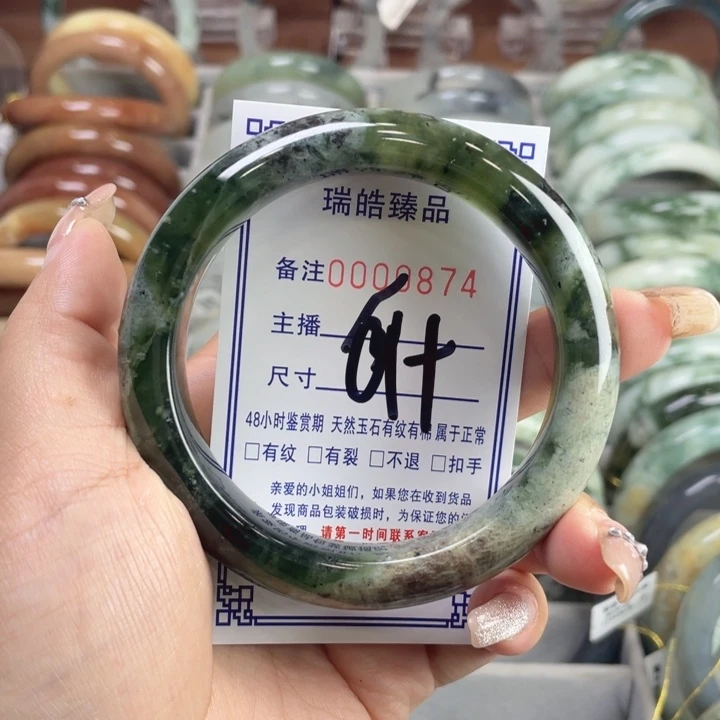 瑞皓臻品
备注0000874
主播
尺寸
48小时鉴赏期 天然玉石有纹有棉属于正常
□有纹 □有裂 □不退 □扣手
亲爱的小姐姐们，如果您在收到货品
发现商品包装破损时，为保证您的
请第一时间联系客